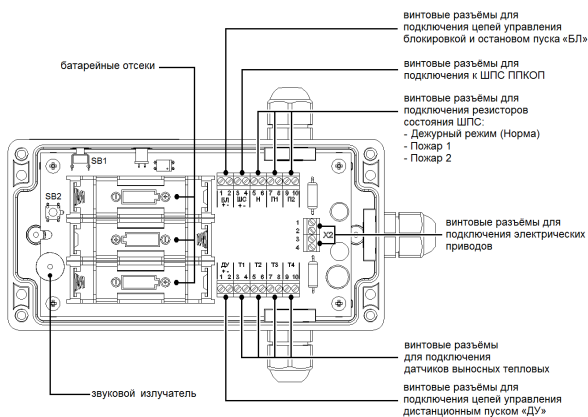 винтовые разъёмы для
подключения цепей управления
блокировкой и остановом пуска «БЛ»
батарейные отсеки
винтовые разъёмы для
подключения к ШПС ППКОП
винтовые разъёмы для
подключения резисторов
состояния ШПС:
- Дежурный режим (Норма)
- Пожар 1
- Пожар 2
SB1
SB2
1 2 3 4 5 6 7 8 9 10
БЛ ШС Н П1 П2
+ - + -
1
2
3
4
X2
винтовые разъёмы для
подключения электрических
приводов
ДУ Т1 Т2 Т3 Т4
+ -
1 2 3 4 5 6 7 8 9 10
винтовые разъёмы
для подключения
датчиков выносных тепловых
звуковой излучатель
винтовые разъёмы для
подключения цепей управления
дистанционным пуском «ДУ»